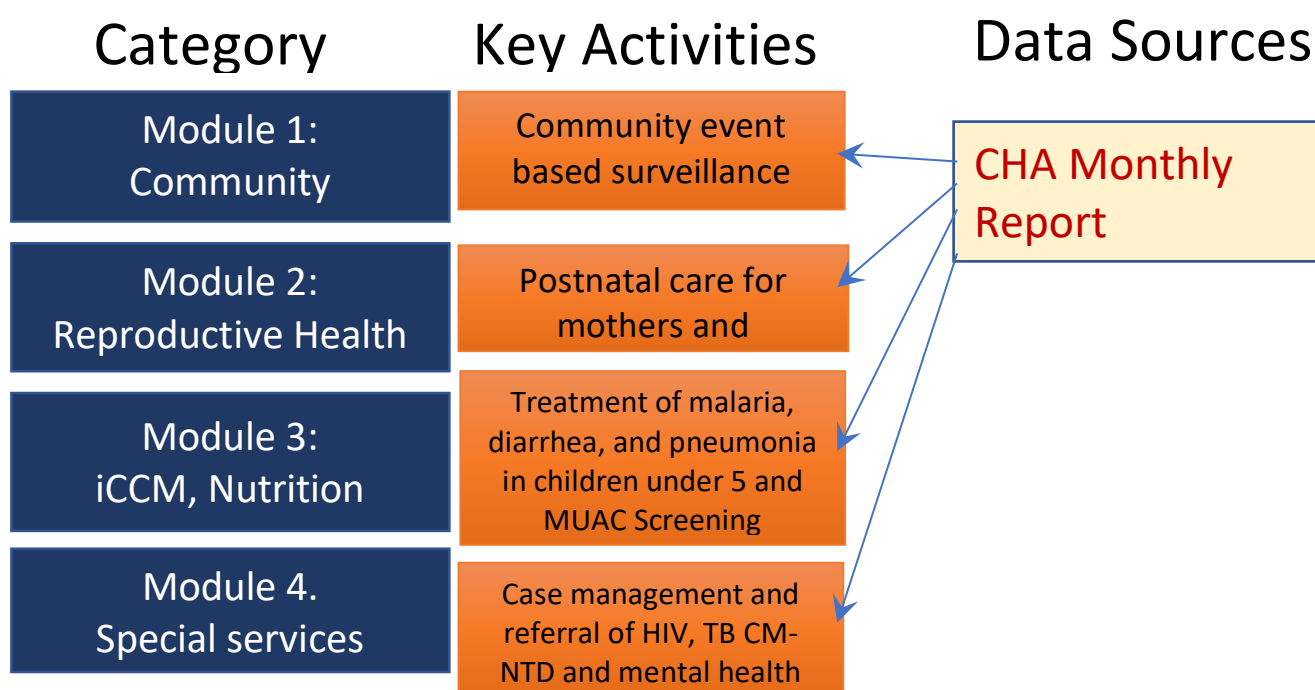 Category
Key Activities
Data Sources
Module 1:
Community
Community event
based surveillance
CHA Monthly
Report
Module 2:
Reproductive Health
Postnatal care for
mothers and
Module 3:
iCCM, Nutrition
Treatment of malaria,
diarrhea, and pneumonia
in children under 5 and
MUAC Screening
Module 4.
Special services
Case management and
referral of HIV, TB CM-
NTD and mental health